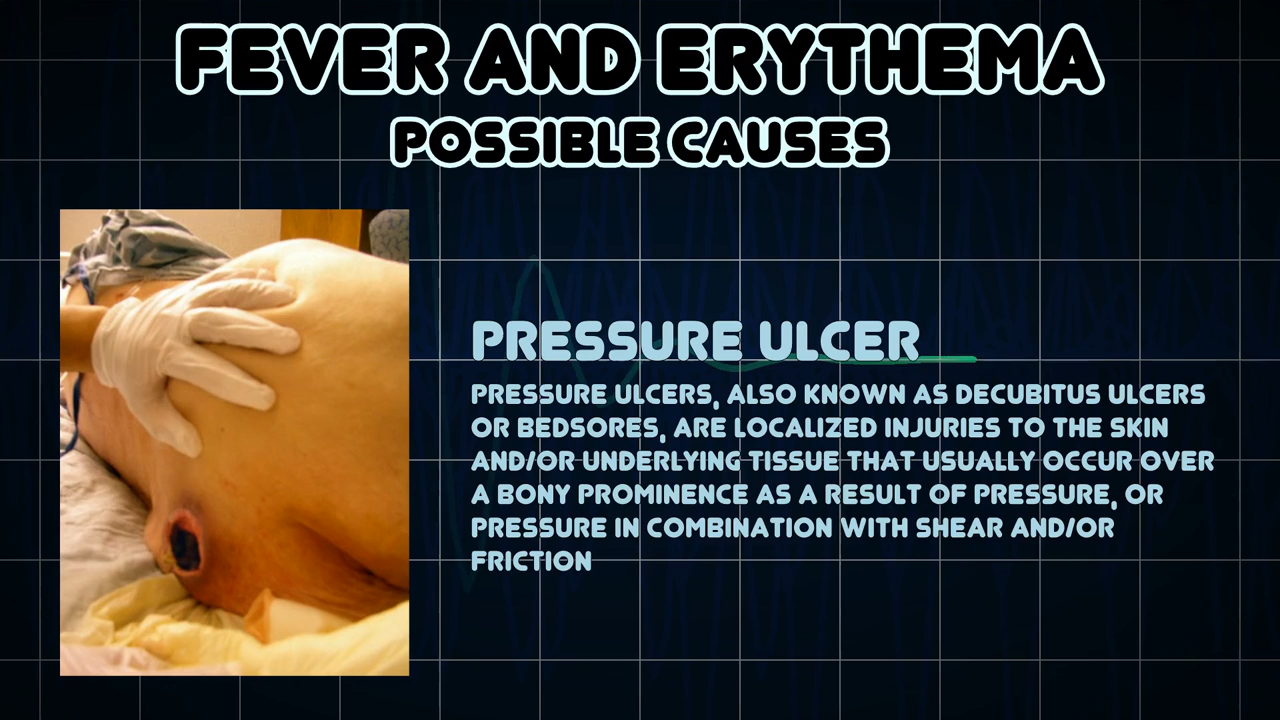 FEVER AND ERYTHEMA
POSSIBLE CAUSES
PRESSURE ULCER
PRESSURE ULCERS, ALSO KNOWN AS DECUBITUS ULCERS
OR BEDSORES, ARE LOCALIZED INJURIES TO THE SKIN
AND/OR UNDERLYING TISSUE THAT USUALLY OCCUR OVER
A BONY PROMINENCE AS A RESULT OF PRESSURE, OR
PRESSURE IN COMBINATION WITH SHEAR AND/OR
FRICTION